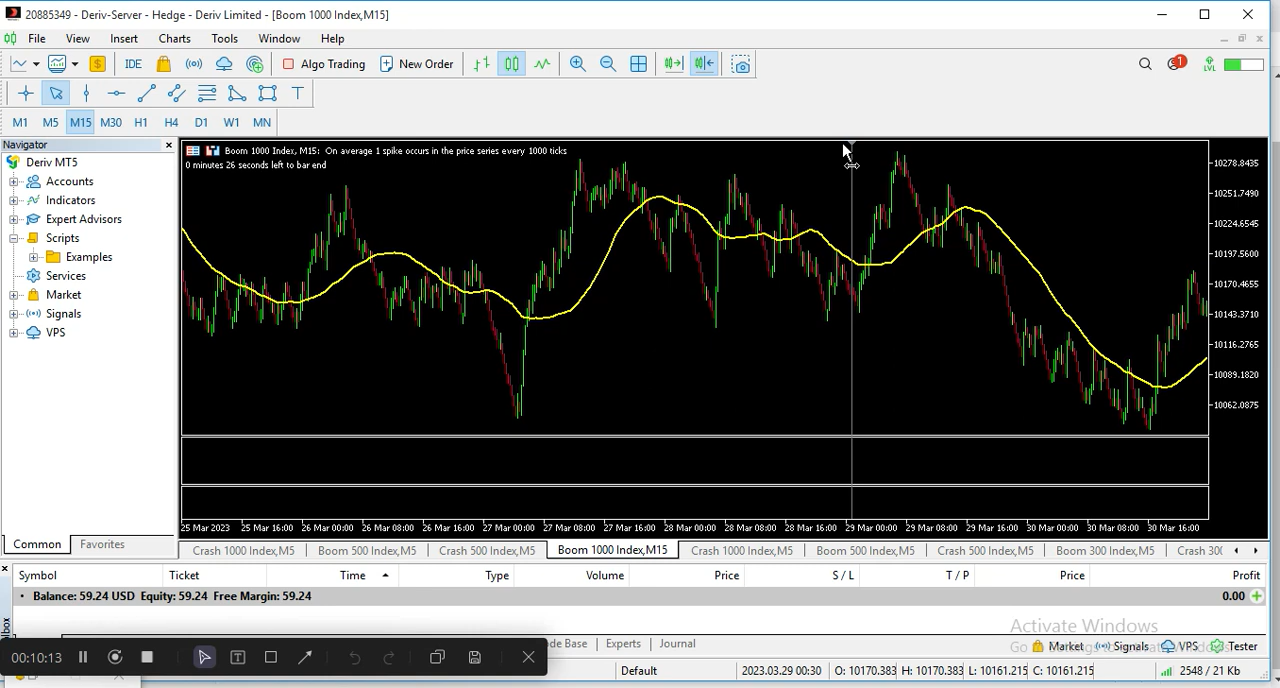 20885349 - Deriv-Server - Hedge - Deriv Limited - [Boom 1000 Index,M15]
File View Insert Charts Tools Window Help
$ IDE Algo Trading New Order 1 LVL
T
M1 M5 M15 M30 H1 H4 D1 W1 MN
Navigator
Deriv MT5
Accounts
Indicators
Expert Advisors
Scripts
Examples
Services
Market
Signals
VPS
Common Favorites
Boom 1000 Index, M15: On average 1 spike occurs in the price series every 1000 ticks
0 minutes 26 seconds left to bar end
10278.8435
10251.7490
10224.6545
10197.5600
10170.4655
10143.3710
10116.2765
10089.1820
10062.0875
25 Mar 2023 25 Mar 16:00 26 Mar 00:00 26 Mar 08:00 26 Mar 16:00 27 Mar 00:00 27 Mar 08:00 27 Mar 16:00 28 Mar 00:00 28 Mar 08:00 28 Mar 16:00 29 Mar 00:00 29 Mar 08:00 29 Mar 16:00 30 Mar 00:00 30 Mar 08:00 30 Mar 16:00
Crash 1000 Index,M5 Boom 500 Index,M5 Crash 500 Index,M5 Boom 1000 Index,M15 Crash 1000 Index,M5 Boom 500 Index,M5 Crash 500 Index,M5 Boom 300 Index,M5 Crash 300
Symbol Ticket Time Type Volume Price S / L T / P Price Profit
Balance: 59.24 USD Equity: 59.24 Free Margin: 59.24 0.00
Activate Windows
ode Base Experts Journal Market Signals VPS Tester
00:10:13 T
Default 2023.03.29 00:30 O: 10170.383 H: 10170.383 L: 10161.215 C: 10161.215 2548 / 21 Kb